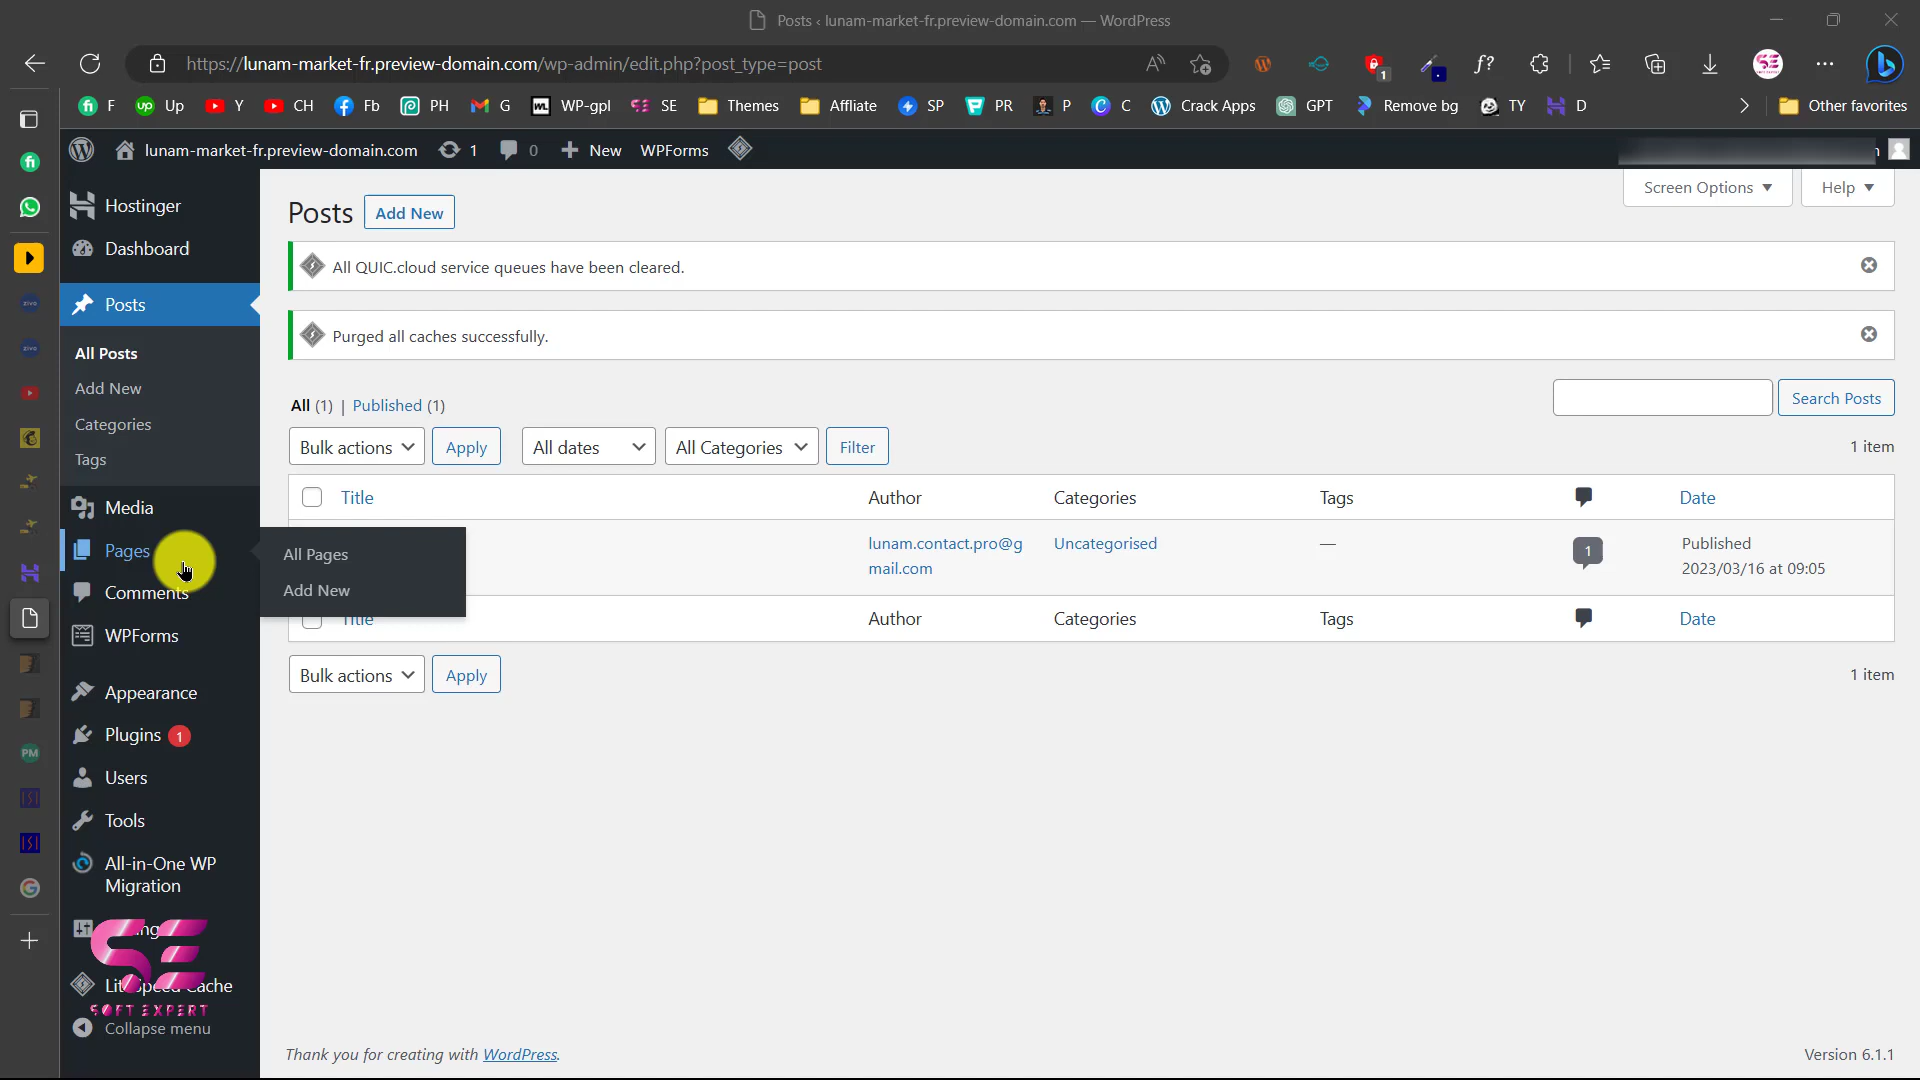 Posts ‹ lunam-market-fr.preview-domain.com — WordPress
https://lunam-market-fr.preview-domain.com/wp-admin/edit.php?post_type=post
F Up Y CH Fb PH G WP-gpl SE Themes Affliate SP PR P C Crack Apps GPT Remove bg TY D Other favorites
lunam-market-fr.preview-domain.com 1 0 New WPForms
Screen Options Help
Hostinger
Dashboard
Posts
All Posts
Add New
Categories
Tags
Media
Pages
Comments
WPForms
Appearance
Plugins 1
Users
Tools
All-in-One WP
Migration
SE
SOFT EXPERT
Collapse menu
All Pages
Add New
Posts Add New
All QUIC.cloud service queues have been cleared.
Purged all caches successfully.
All (1) | Published (1)
Search Posts
Bulk actions Apply All dates All Categories Filter 1 item
Title Author Categories Tags Date
lunam.contact.pro@g
mail.com
Uncategorised
—
1
Published
2023/03/16 at 09:05
Title Author Categories Tags Date
Bulk actions Apply 1 item
Thank you for creating with WordPress.
Version 6.1.1